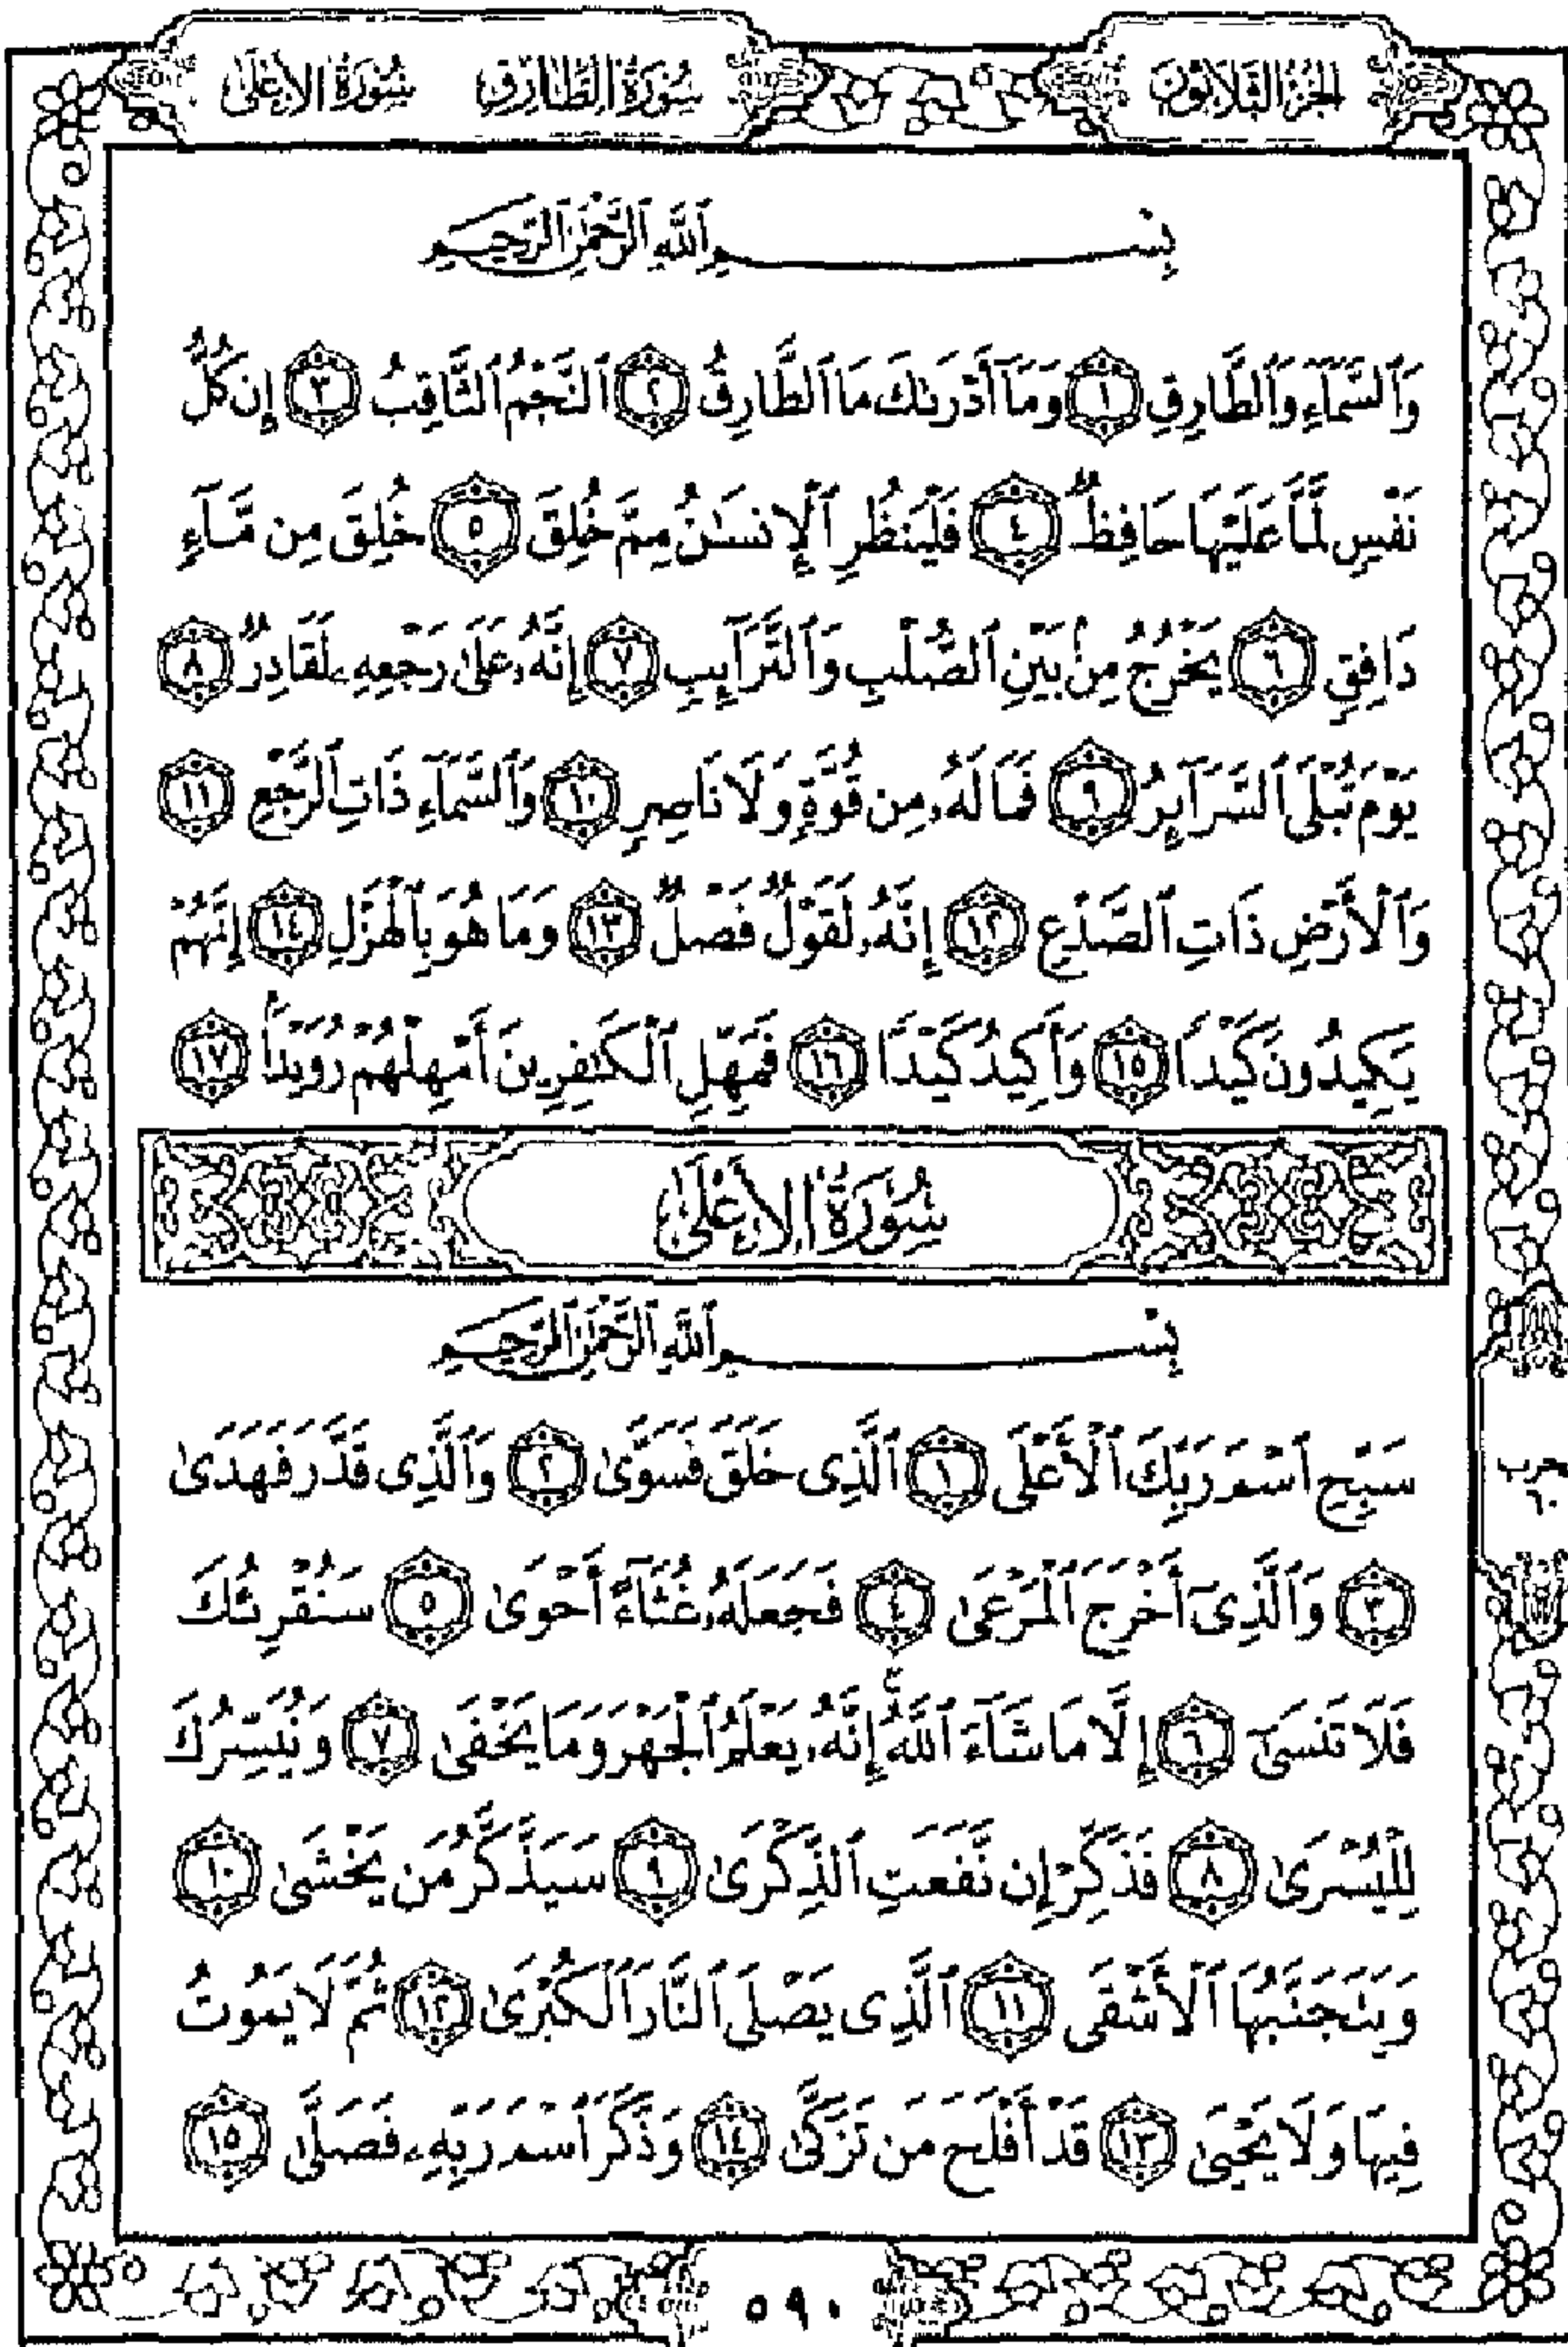 الجزء الثلاثون
سورة الطارق سورة الأعلى
بِسْمِ ٱللَّهِ ٱلرَّحْمَٰنِ ٱلرَّحِيمِ
وَٱلسَّمَآءِ وَٱلطَّارِقِ ١ وَمَآ أَدْرَىٰكَ مَا ٱلطَّارِقُ ٢ ٱلنَّجْمُ ٱلثَّاقِبُ ٣ إِن كُلُّ
نَفْسٍ لَّمَّا عَلَيْهَا حَافِظٌ ٤ فَلْيَنظُرِ ٱلْإِنسَٰنُ مِمَّ خُلِقَ ٥ خُلِقَ مِن مَّآءٍ
دَافِقٍ ٦ يَخْرُجُ مِنۢ بَيْنِ ٱلصُّلْبِ وَٱلتَّرَآئِبِ ٧ إِنَّهُۥ عَلَىٰ رَجْعِهِۦ لَقَادِرٌ ٨
يَوْمَ تُبْلَى ٱلسَّرَآئِرُ ٩ فَمَا لَهُۥ مِن قُوَّةٍ وَلَا نَاصِرٍ ١٠ وَٱلسَّمَآءِ ذَاتِ ٱلرَّجْعِ ١١
وَٱلْأَرْضِ ذَاتِ ٱلصَّدْعِ ١٢ إِنَّهُۥ لَقَوْلٌ فَصْلٌ ١٣ وَمَا هُوَ بِٱلْهَزْلِ ١٤ إِنَّهُمْ
يَكِيدُونَ كَيْدًا ١٥ وَأَكِيدُ كَيْدًا ١٦ فَمَهِّلِ ٱلْكَٰفِرِينَ أَمْهِلْهُمْ رُوَيْدًۢا ١٧
سُورَةُ الأَعْلَىٰ
بِسْمِ ٱللَّهِ ٱلرَّحْمَٰنِ ٱلرَّحِيمِ
سَبِّحِ ٱسْمَ رَبِّكَ ٱلْأَعْلَى ١ ٱلَّذِى خَلَقَ فَسَوَّىٰ ٢ وَٱلَّذِى قَدَّرَ فَهَدَىٰ
٣ وَٱلَّذِىٓ أَخْرَجَ ٱلْمَرْعَىٰ ٤ فَجَعَلَهُۥ غُثَآءً أَحْوَىٰ ٥ سَنُقْرِئُكَ
فَلَا تَنسَىٰٓ ٦ إِلَّا مَا شَآءَ ٱللَّهُ ۚ إِنَّهُۥ يَعْلَمُ ٱلْجَهْرَ وَمَا يَخْفَىٰ ٧ وَنُيَسِّرُكَ
لِلْيُسْرَىٰ ٨ فَذَكِّرْ إِن نَّفَعَتِ ٱلذِّكْرَىٰ ٩ سَيَذَّكَّرُ مَن يَخْشَىٰ ١٠
وَيَتَجَنَّبُهَا ٱلْأَشْقَى ١١ ٱلَّذِى يَصْلَى ٱلنَّارَ ٱلْكُبْرَىٰ ١٢ ثُمَّ لَا يَمُوتُ
فِيهَا وَلَا يَحْيَىٰ ١٣ قَدْ أَفْلَحَ مَن تَزَكَّىٰ ١٤ وَذَكَرَ ٱسْمَ رَبِّهِۦ فَصَلَّىٰ ١٥
حزب
٦٠
٥٩٠